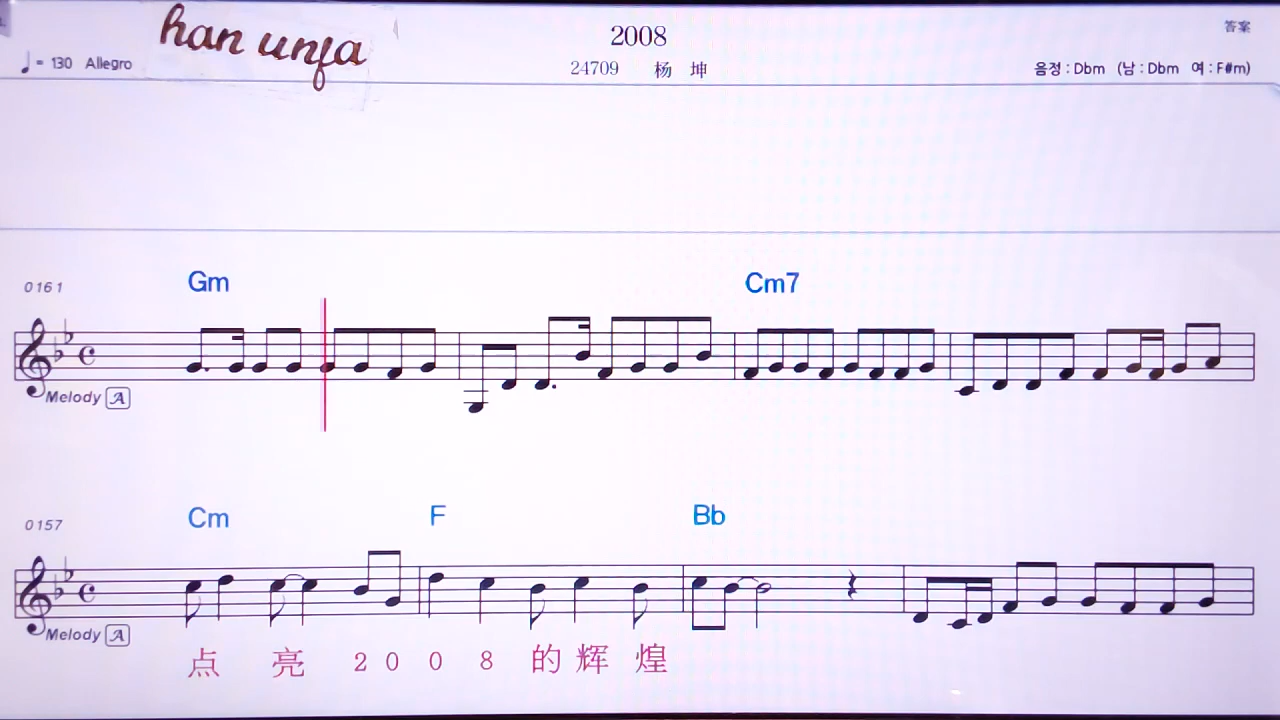 han unfa
2008
答案
♩= 130 Allegro
24709 杨 坤
음정 : Dbm (남 : Dbm 여 : F#m)
0161
Gm Cm7
Melody A
0157
Cm F Bb
Melody A
点 亮 2 0 0 8 的 辉 煌